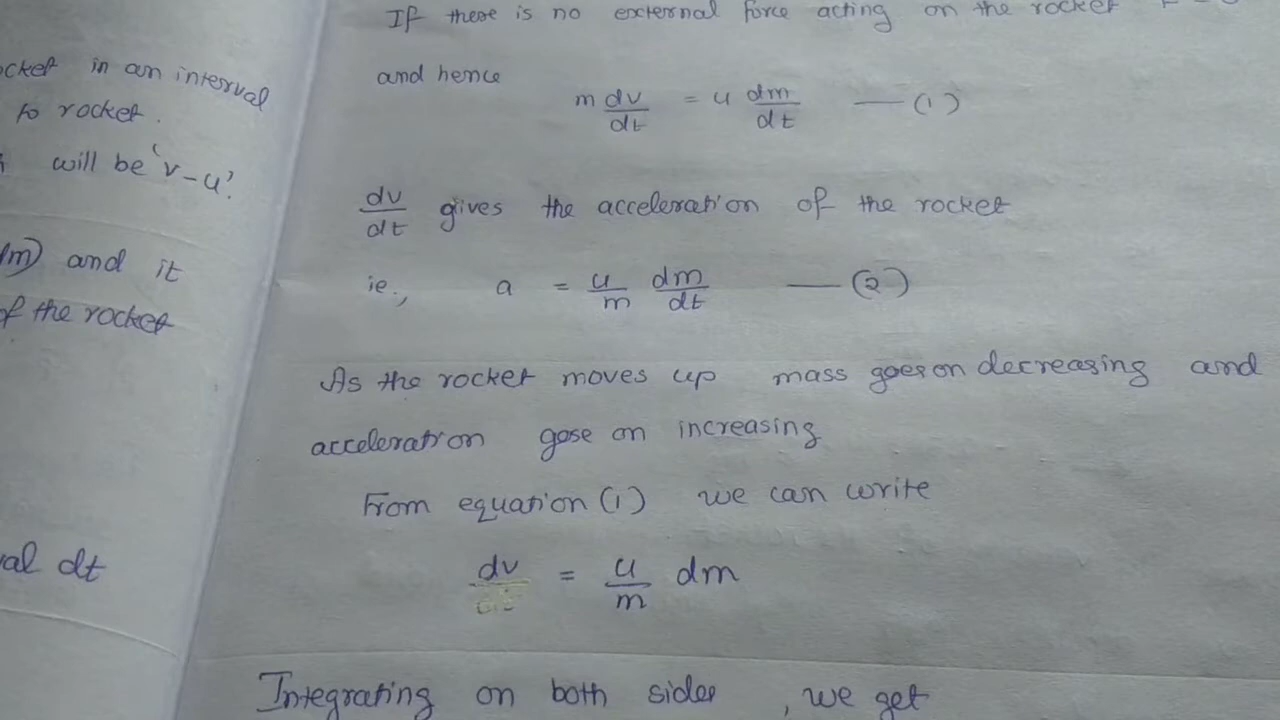 in an interval
to rocket.
will be 'v-u'.
m) and it
of the rocket
dt
If there is no external force acting on the rocket
and hence
m dv/dt = u dm/dt — (1)
dv/dt gives the acceleration of the rocket
ie., a = u/m dm/dt — (2)
As the rocket moves up mass goes on decreasing and
acceleration gose on increasing
From equation (1) we can write
dv = u/m dm
Integrating on both sides , we get